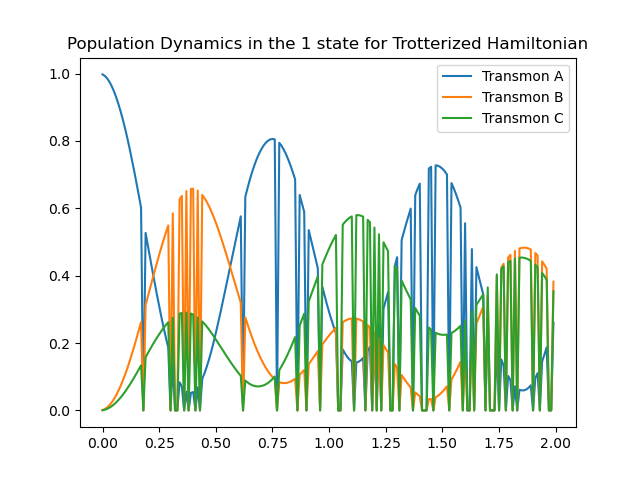 Population Dynamics in the 1 state for Trotterized Hamiltonian
Transmon A
Transmon B
Transmon C
1.0
0.8
0.6
0.4
0.2
0.0
0.00 0.25 0.50 0.75 1.00 1.25 1.50 1.75 2.00